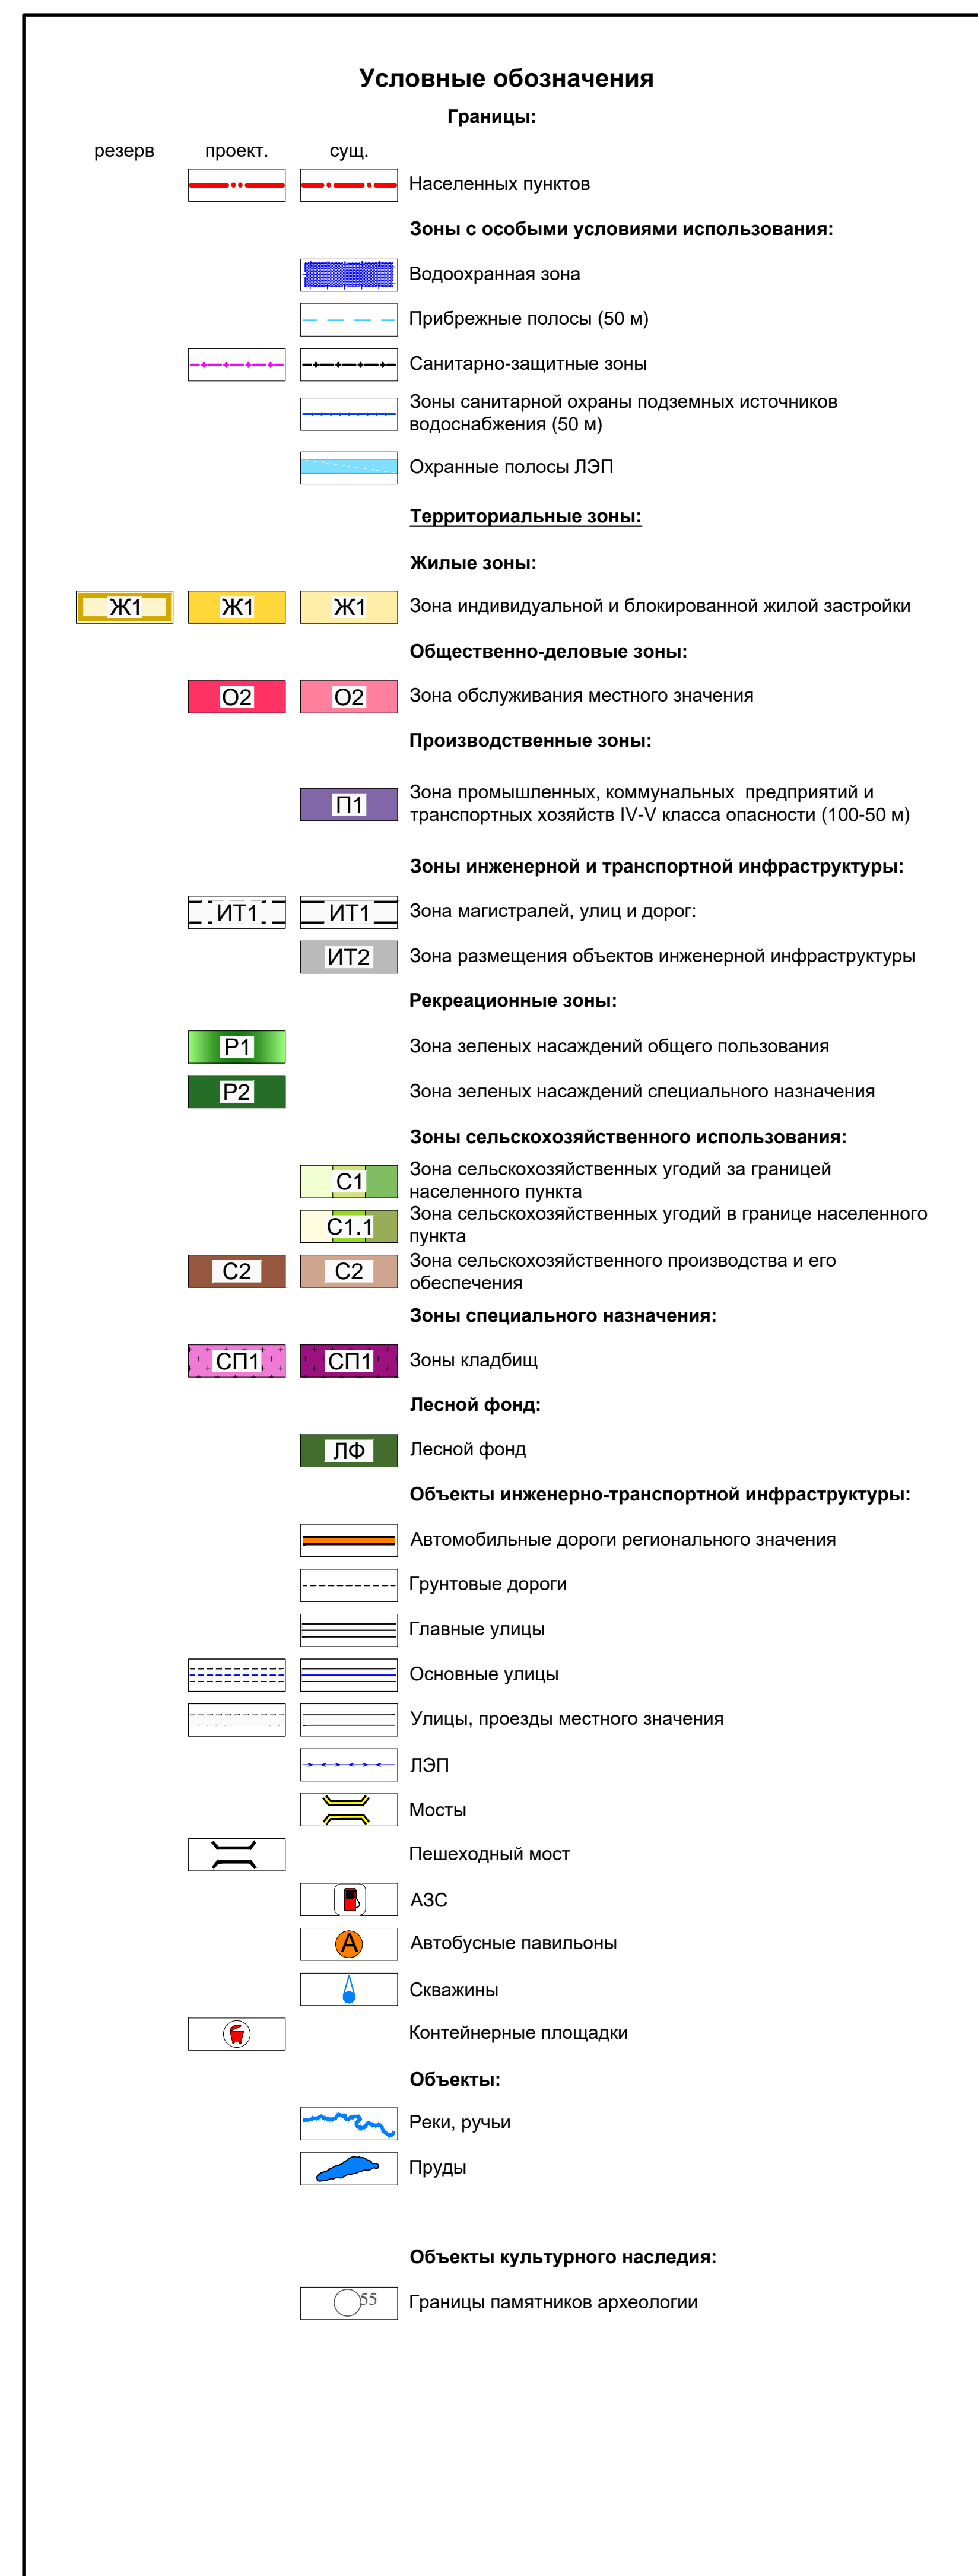 Условные обозначения
Границы:
резерв проект. сущ.
Населенных пунктов
Зоны с особыми условиями использования:
Водоохранная зона
Прибрежные полосы (50 м)
Санитарно-защитные зоны
Зоны санитарной охраны подземных источников
водоснабжения (50 м)
Охранные полосы ЛЭП
Территориальные зоны:
Жилые зоны:
Ж1 Ж1 Ж1 Зона индивидуальной и блокированной жилой застройки
Общественно-деловые зоны:
О2 О2 Зона обслуживания местного значения
Производственные зоны:
П1 Зона промышленных, коммунальных предприятий и
транспортных хозяйств IV-V класса опасности (100-50 м)
Зоны инженерной и транспортной инфраструктуры:
ИТ1 ИТ1 Зона магистралей, улиц и дорог:
ИТ2 Зона размещения объектов инженерной инфраструктуры
Рекреационные зоны:
Р1 Зона зеленых насаждений общего пользования
Р2 Зона зеленых насаждений специального назначения
Зоны сельскохозяйственного использования:
С1 Зона сельскохозяйственных угодий за границей
населенного пункта
С1.1 Зона сельскохозяйственных угодий в границе населенного
пункта
С2 С2 Зона сельскохозяйственного производства и его
обеспечения
Зоны специального назначения:
СП1 СП1 Зоны кладбищ
Лесной фонд:
ЛФ Лесной фонд
Объекты инженерно-транспортной инфраструктуры:
Автомобильные дороги регионального значения
Грунтовые дороги
Главные улицы
Основные улицы
Улицы, проезды местного значения
ЛЭП
Мосты
Пешеходный мост
АЗС
А Автобусные павильоны
Скважины
Контейнерные площадки
Объекты:
Реки, ручьи
Пруды
Объекты культурного наследия:
55 Границы памятников археологии